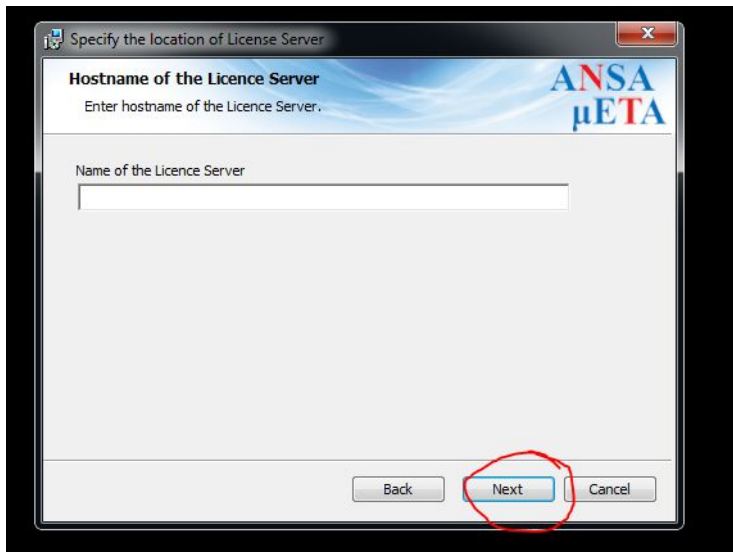 Specify the location of License Server
Hostname of the Licence Server
Enter hostname of the Licence Server.
ANSA
µETA
Name of the Licence Server
Back Next Cancel